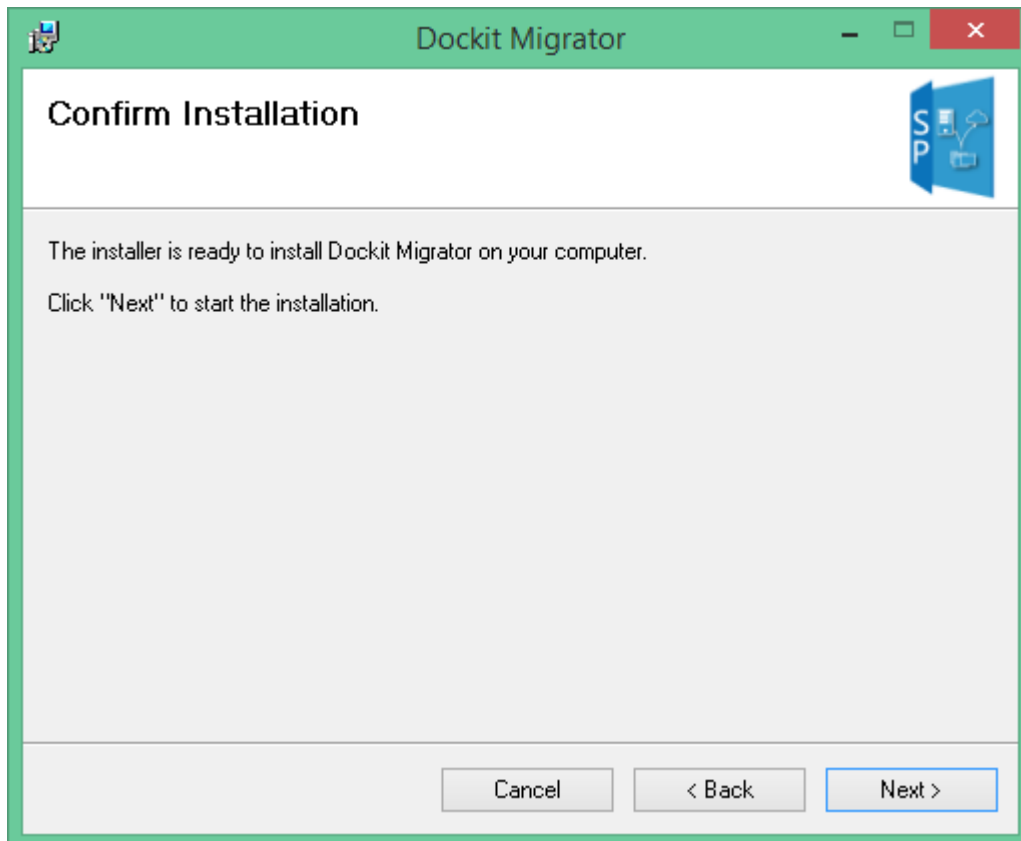 Dockit Migrator
Confirm Installation
S
P
The installer is ready to install Dockit Migrator on your computer.
Click "Next" to start the installation.
Cancel
< Back
Next >